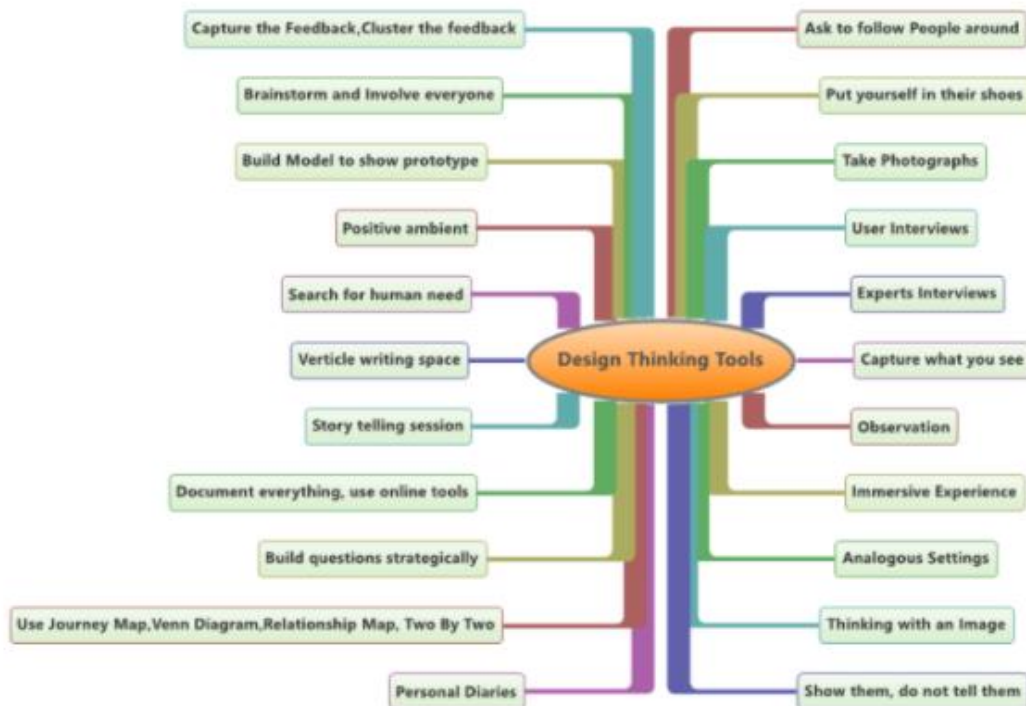 Capture the Feedback,Cluster the feedback
Brainstorm and Involve everyone
Build Model to show prototype
Positive ambient
Search for human need
Verticle writing space
Story telling session
Document everything, use online tools
Build questions strategically
Use Journey Map,Venn Diagram,Relationship Map, Two By Two
Personal Diaries
Design Thinking Tools
Ask to follow People around
Put yourself in their shoes
Take Photographs
User Interviews
Experts Interviews
Capture what you see
Observation
Immersive Experience
Analogous Settings
Thinking with an Image
Show them, do not tell them